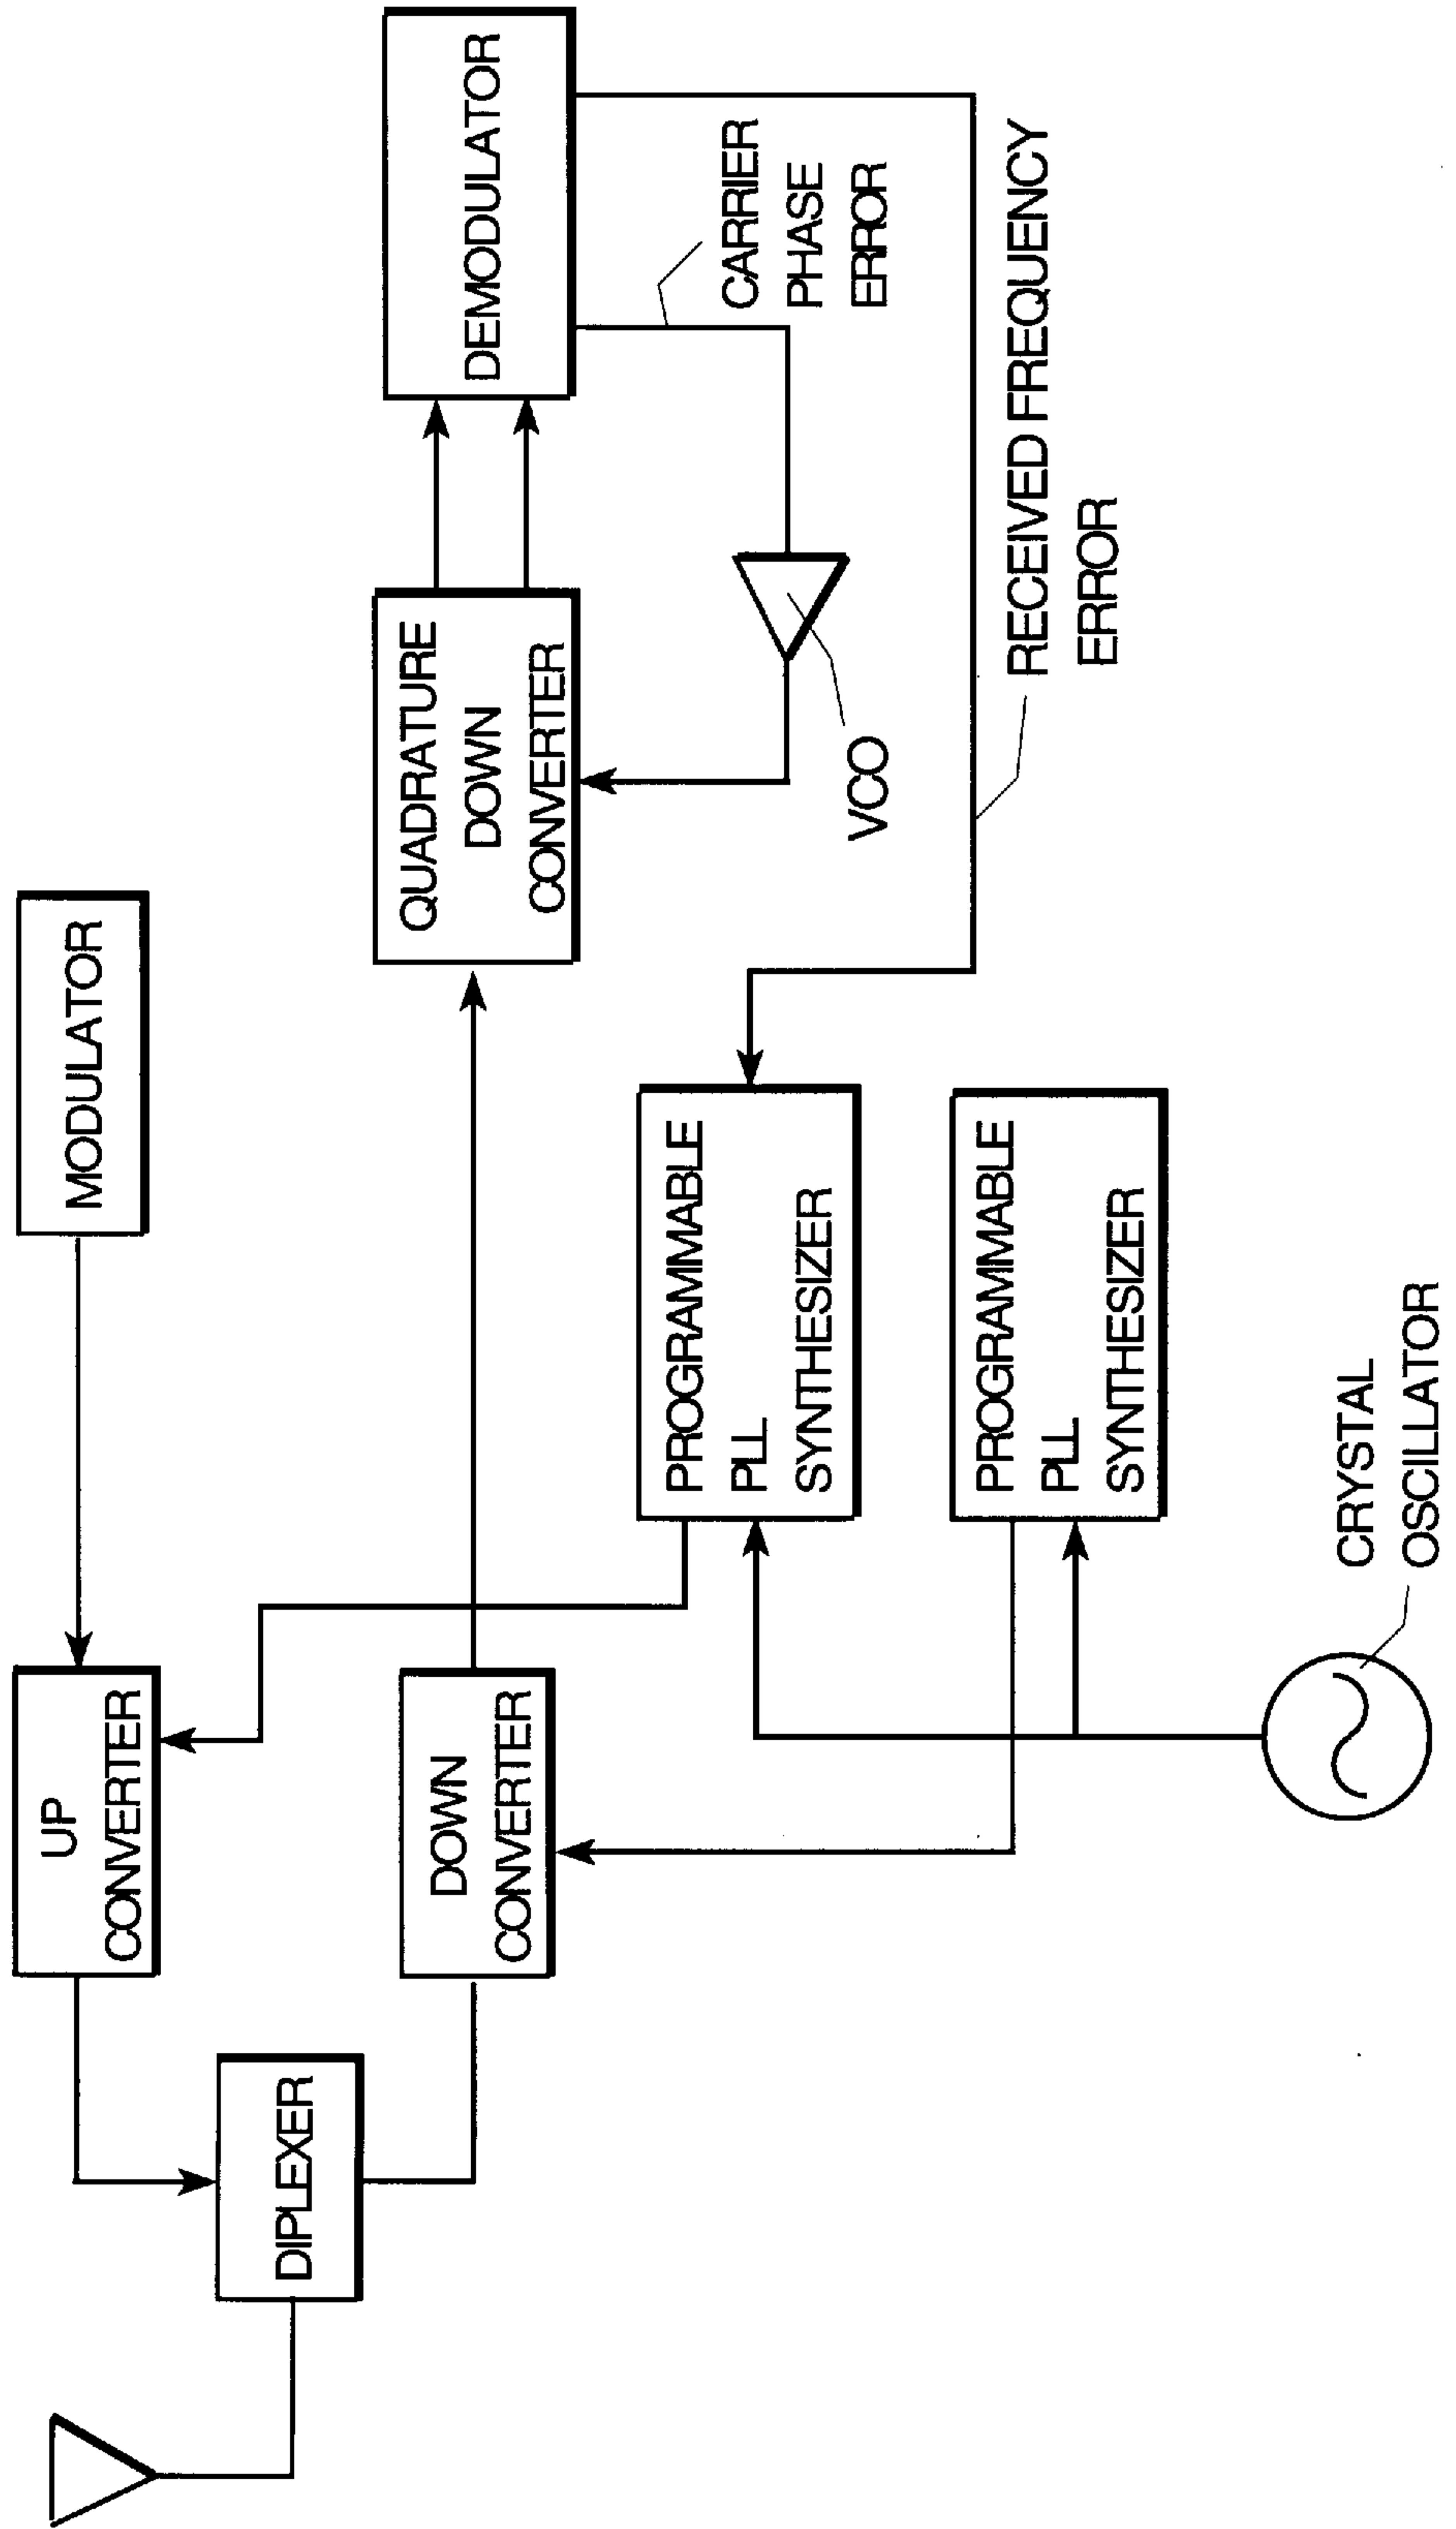 MODULATOR
UP
CONVERTER
DIPLEXER
DOWN
CONVERTER
QUADRATURE
DOWN
CONVERTER
DEMODULATOR
CARRIER
PHASE
ERROR
VCO
RECEIVED FREQUENCY
ERROR
PROGRAMMABLE
PLL
SYNTHESIZER
PROGRAMMABLE
PLL
SYNTHESIZER
CRYSTAL
OSCILLATOR